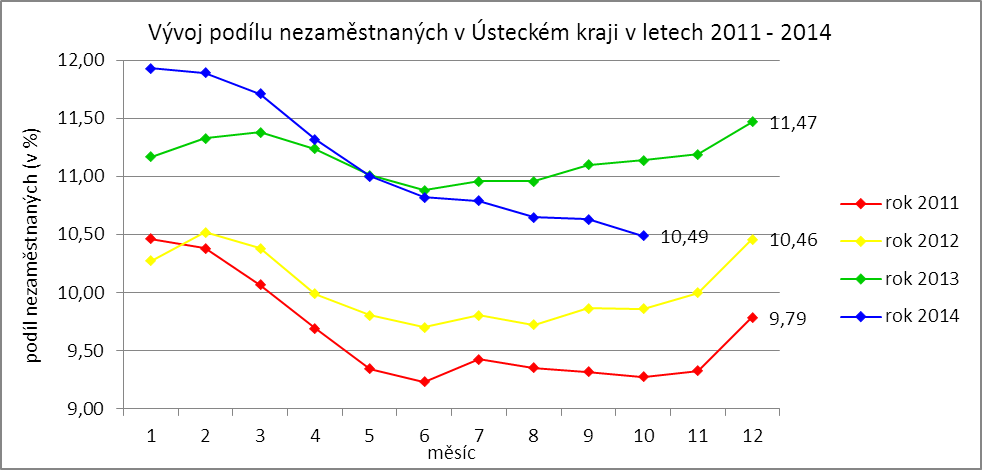 Vývoj podílu nezaměstnaných v Ústeckém kraji v letech 2011 - 2014
podíl nezaměstnaných (v %)
12,00
11,50
11,00
10,50
10,00
9,50
9,00
11,47
10,49
10,46
9,79
1 2 3 4 5 6 7 8 9 10 11 12
měsíc
rok 2011
rok 2012
rok 2013
rok 2014